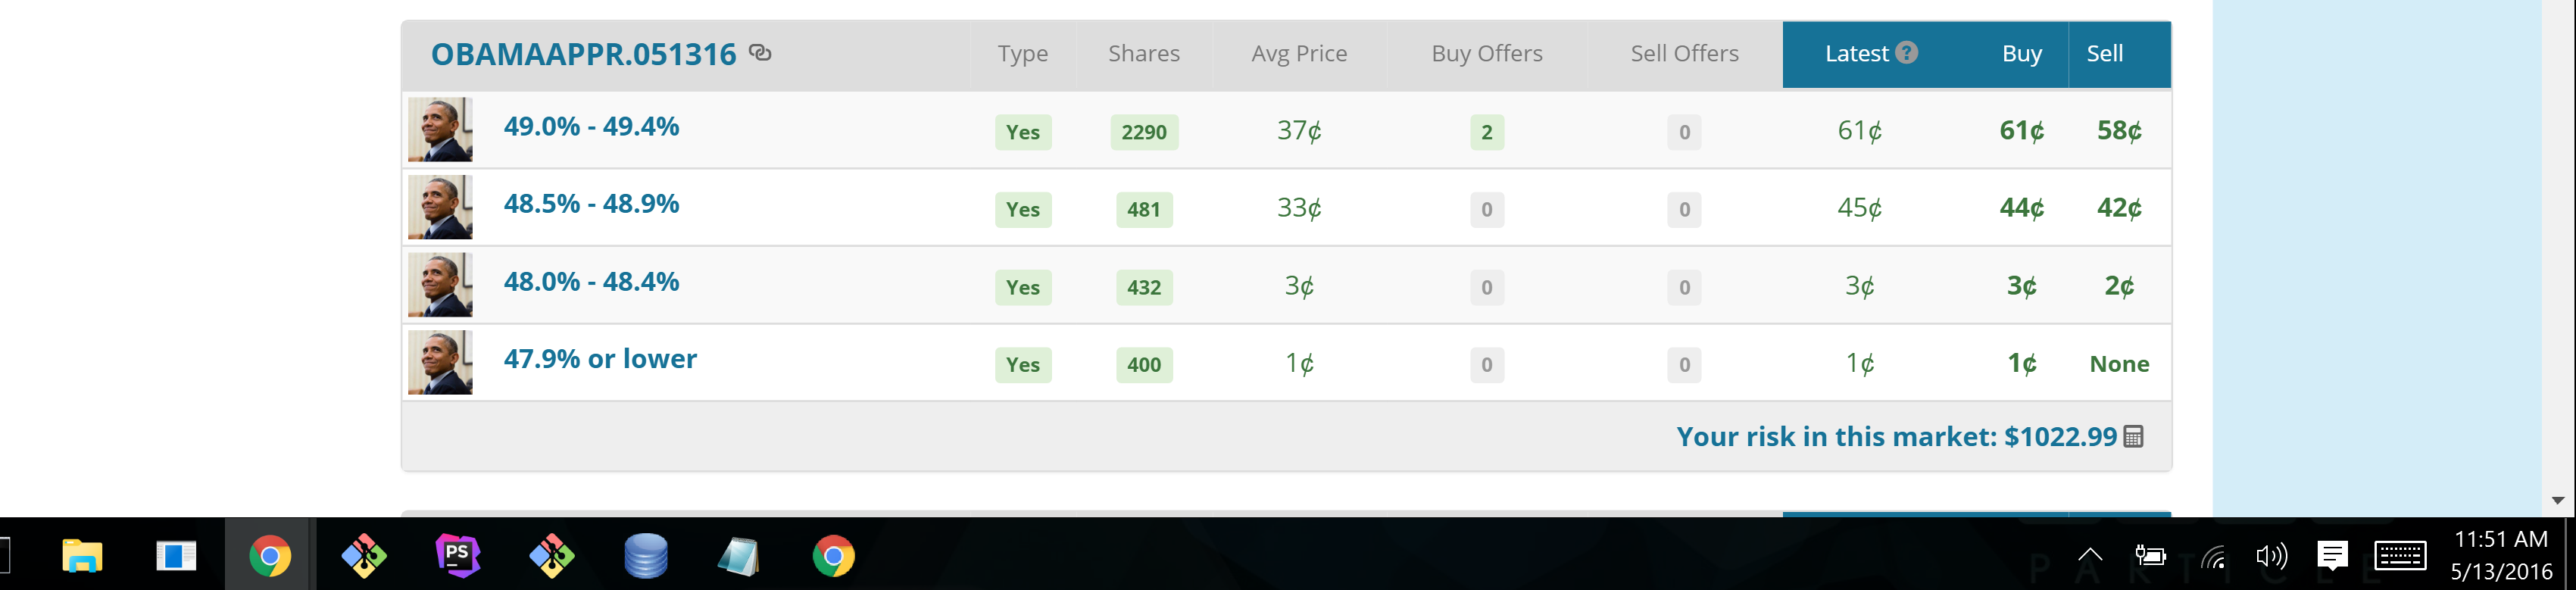 OBAMAAPPR.051316 Type Shares Avg Price Buy Offers Sell Offers Latest ? Buy Sell
49.0% - 49.4% Yes 2290 37¢ 2 0 61¢ 61¢ 58¢
48.5% - 48.9% Yes 481 33¢ 0 0 45¢ 44¢ 42¢
48.0% - 48.4% Yes 432 3¢ 0 0 3¢ 3¢ 2¢
47.9% or lower Yes 400 1¢ 0 0 1¢ 1¢ None
Your risk in this market: $1022.99
PS
11:51 AM
PARTICLE
5/13/2016